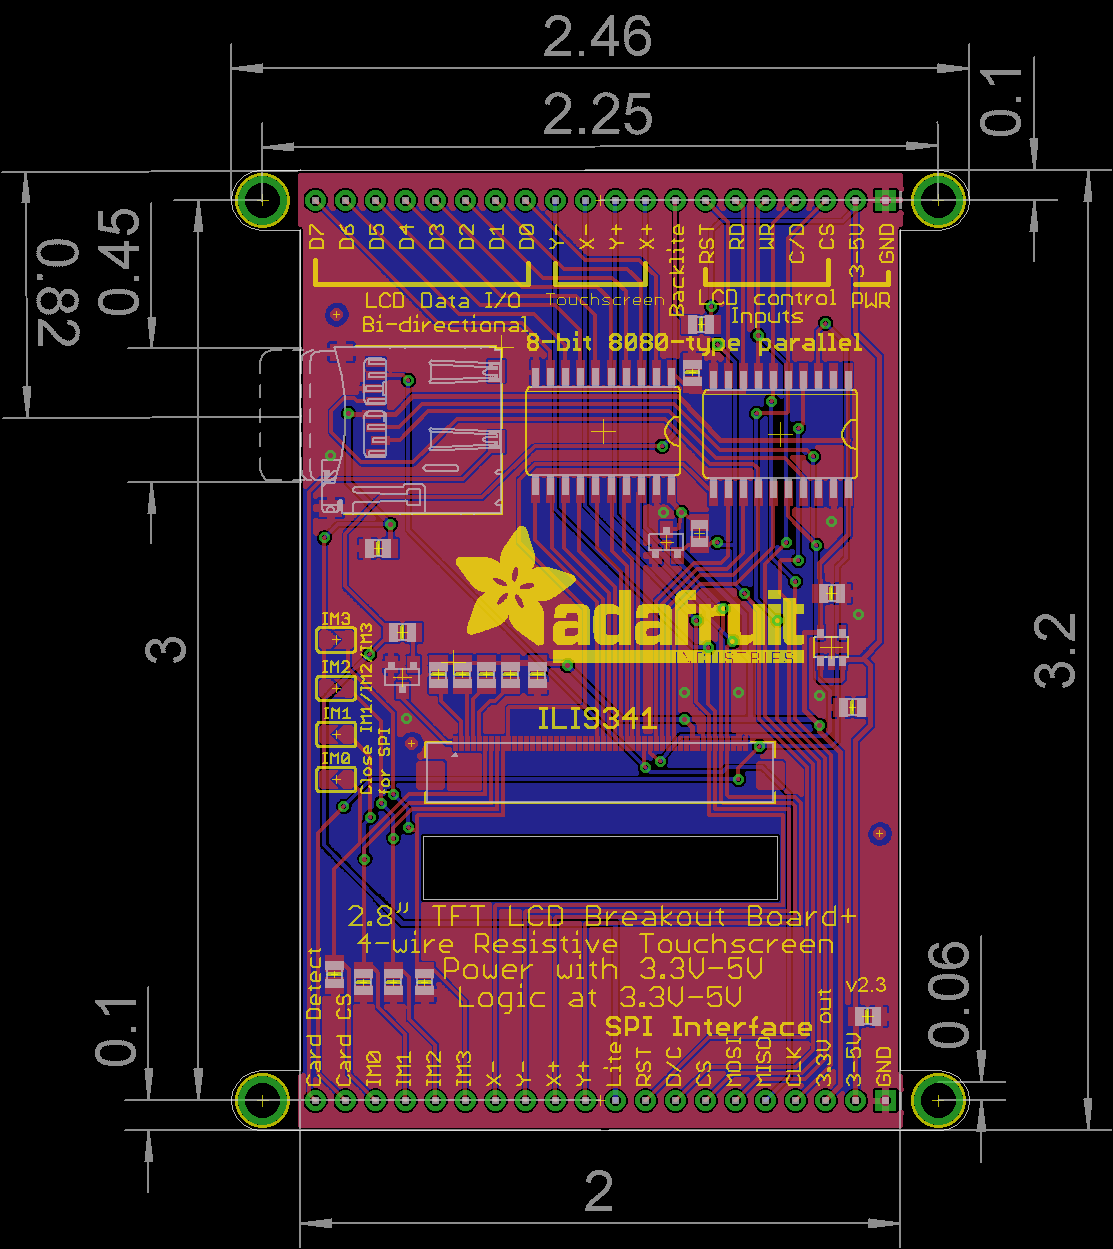 2.46
2.25
0.1
0.45
0.82
D7
D6
D5
D4
D3
D2
D1
D0
Y-
X-
Y+
X+
Backlite
RST
RD
WR
C/D
CS
3-5V
GND
LCD Data I/O
Bi-directional
Touchscreen
LCD control
Inputs
PWR
8-bit 8080-type parallel
adafruit
INDUSTRIES
IM3
IM2
IM1
IM0
Close IM1/IM2/IM3
for SPI
ILI9341
3
3.2
2.8" TFT LCD Breakout Board+
4-wire Resistive Touchscreen
Power with 3.3V-5V
Logic at 3.3V-5V
v2.3
SPI Interface
Card Detect
Card CS
IM0
IM1
IM2
IM3
X-
Y-
X+
Y+
Lite
RST
D/C
CS
MOSI
MISO
CLK
3.3V out
3-5V
GND
0.1
0.06
2